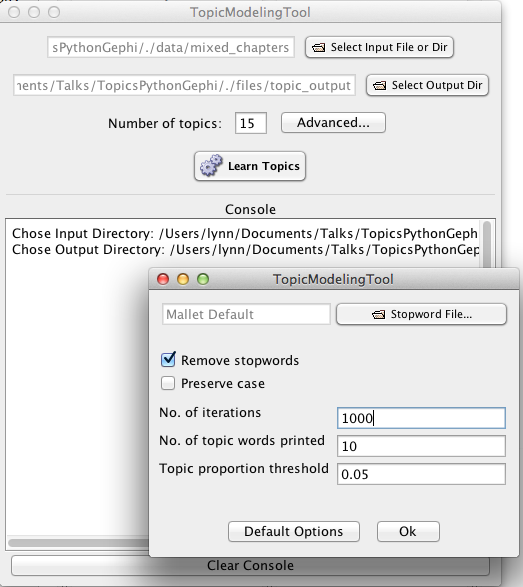 TopicModelingTool
sPythonGephi/./data/mixed_chapters
Select Input File or Dir
nents/Talks/TopicsPythonGephi/./files/topic_output
Select Output Dir
Number of topics: 15 Advanced...
Learn Topics
Console
Chose Input Directory: /Users/lynn/Documents/Talks/TopicsPythonGeph
Chose Output Directory: /Users/lynn/Documents/Talks/TopicsPythonGep
TopicModelingTool
Mallet Default
Stopword File...
Remove stopwords
Preserve case
No. of iterations 1000
No. of topic words printed 10
Topic proportion threshold 0.05
Default Options Ok
Clear Console